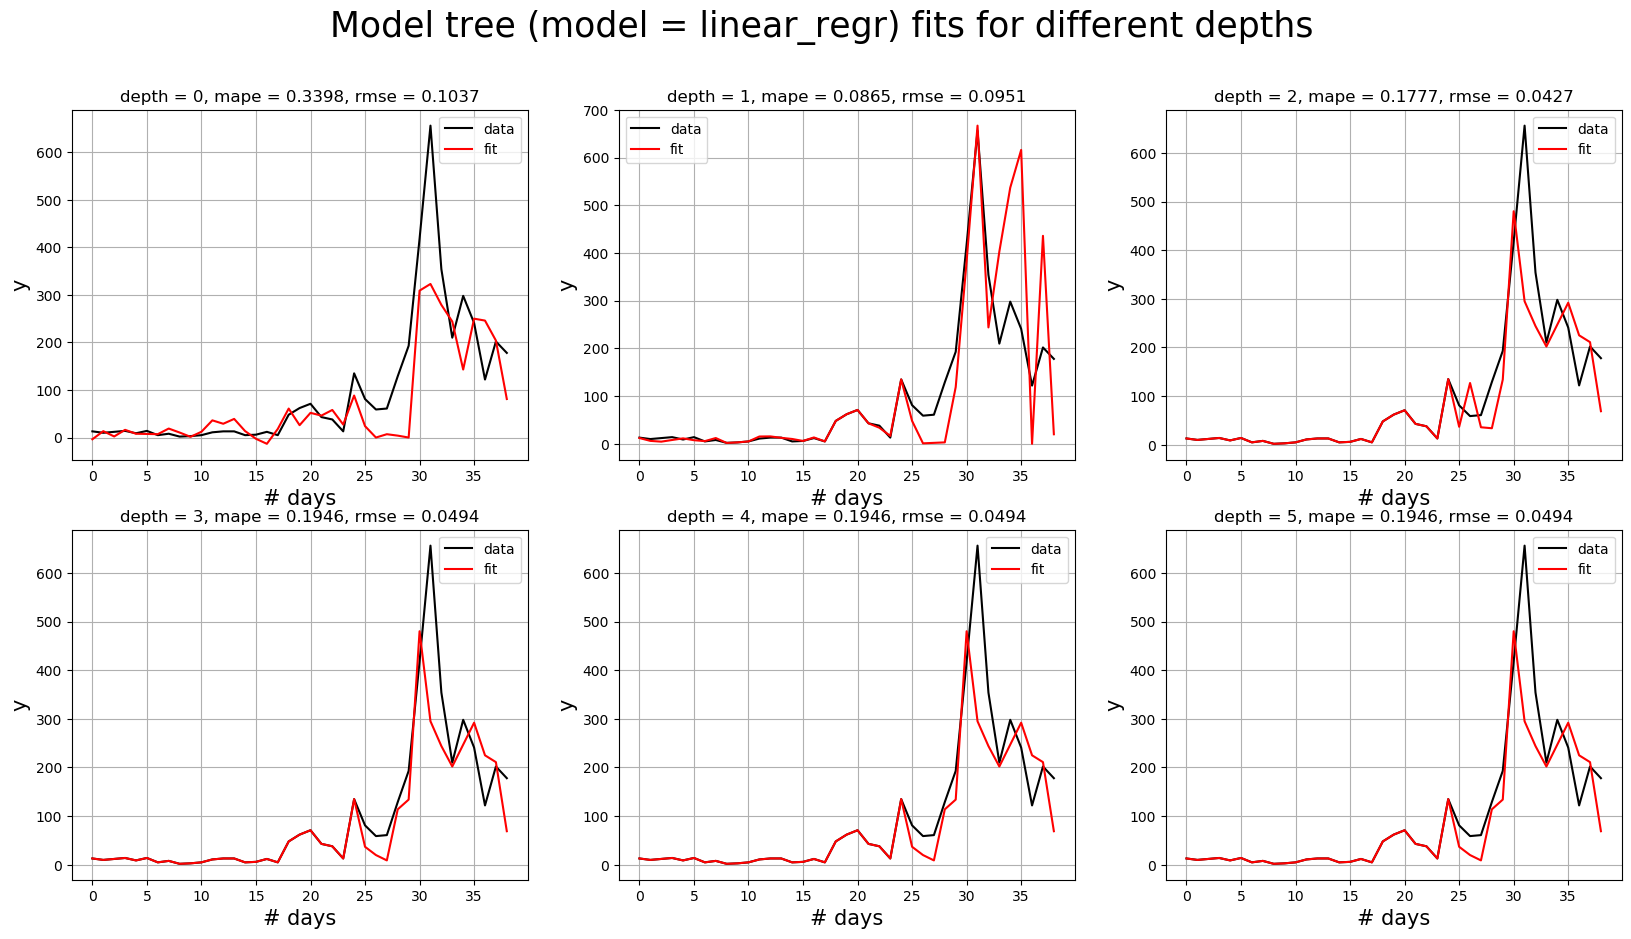 Model tree (model = linear_regr) fits for different depths
depth = 0, mape = 0.3398, rmse = 0.1037
data
fit
600
500
400
300
200
100
0
y
0 5 10 15 20 25 30 35
# days
depth = 1, mape = 0.0865, rmse = 0.0951
data
fit
700
600
500
400
300
200
100
0
y
0 5 10 15 20 25 30 35
# days
depth = 2, mape = 0.1777, rmse = 0.0427
data
fit
600
500
400
300
200
100
0
y
0 5 10 15 20 25 30 35
# days
depth = 3, mape = 0.1946, rmse = 0.0494
data
fit
600
500
400
300
200
100
0
y
0 5 10 15 20 25 30 35
# days
depth = 4, mape = 0.1946, rmse = 0.0494
data
fit
600
500
400
300
200
100
0
y
0 5 10 15 20 25 30 35
# days
depth = 5, mape = 0.1946, rmse = 0.0494
data
fit
600
500
400
300
200
100
0
y
0 5 10 15 20 25 30 35
# days